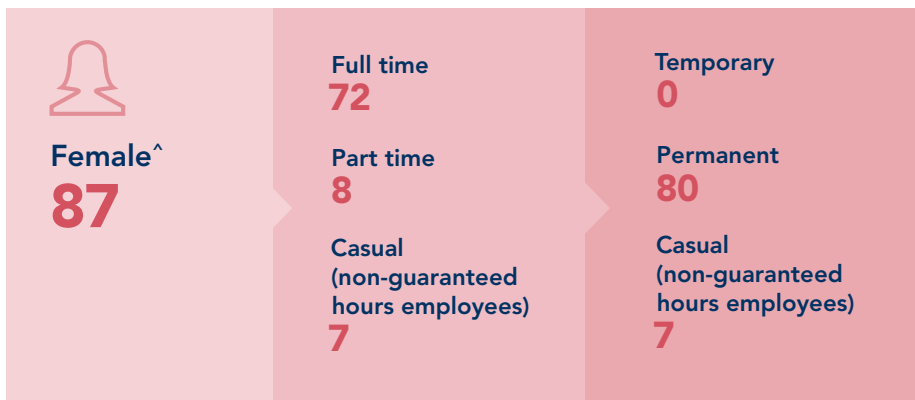 Female^
87
Full time
72
Part time
8
Casual
(non-guaranteed
hours employees)
7
Temporary
0
Permanent
80
Casual
(non-guaranteed
hours employees)
7